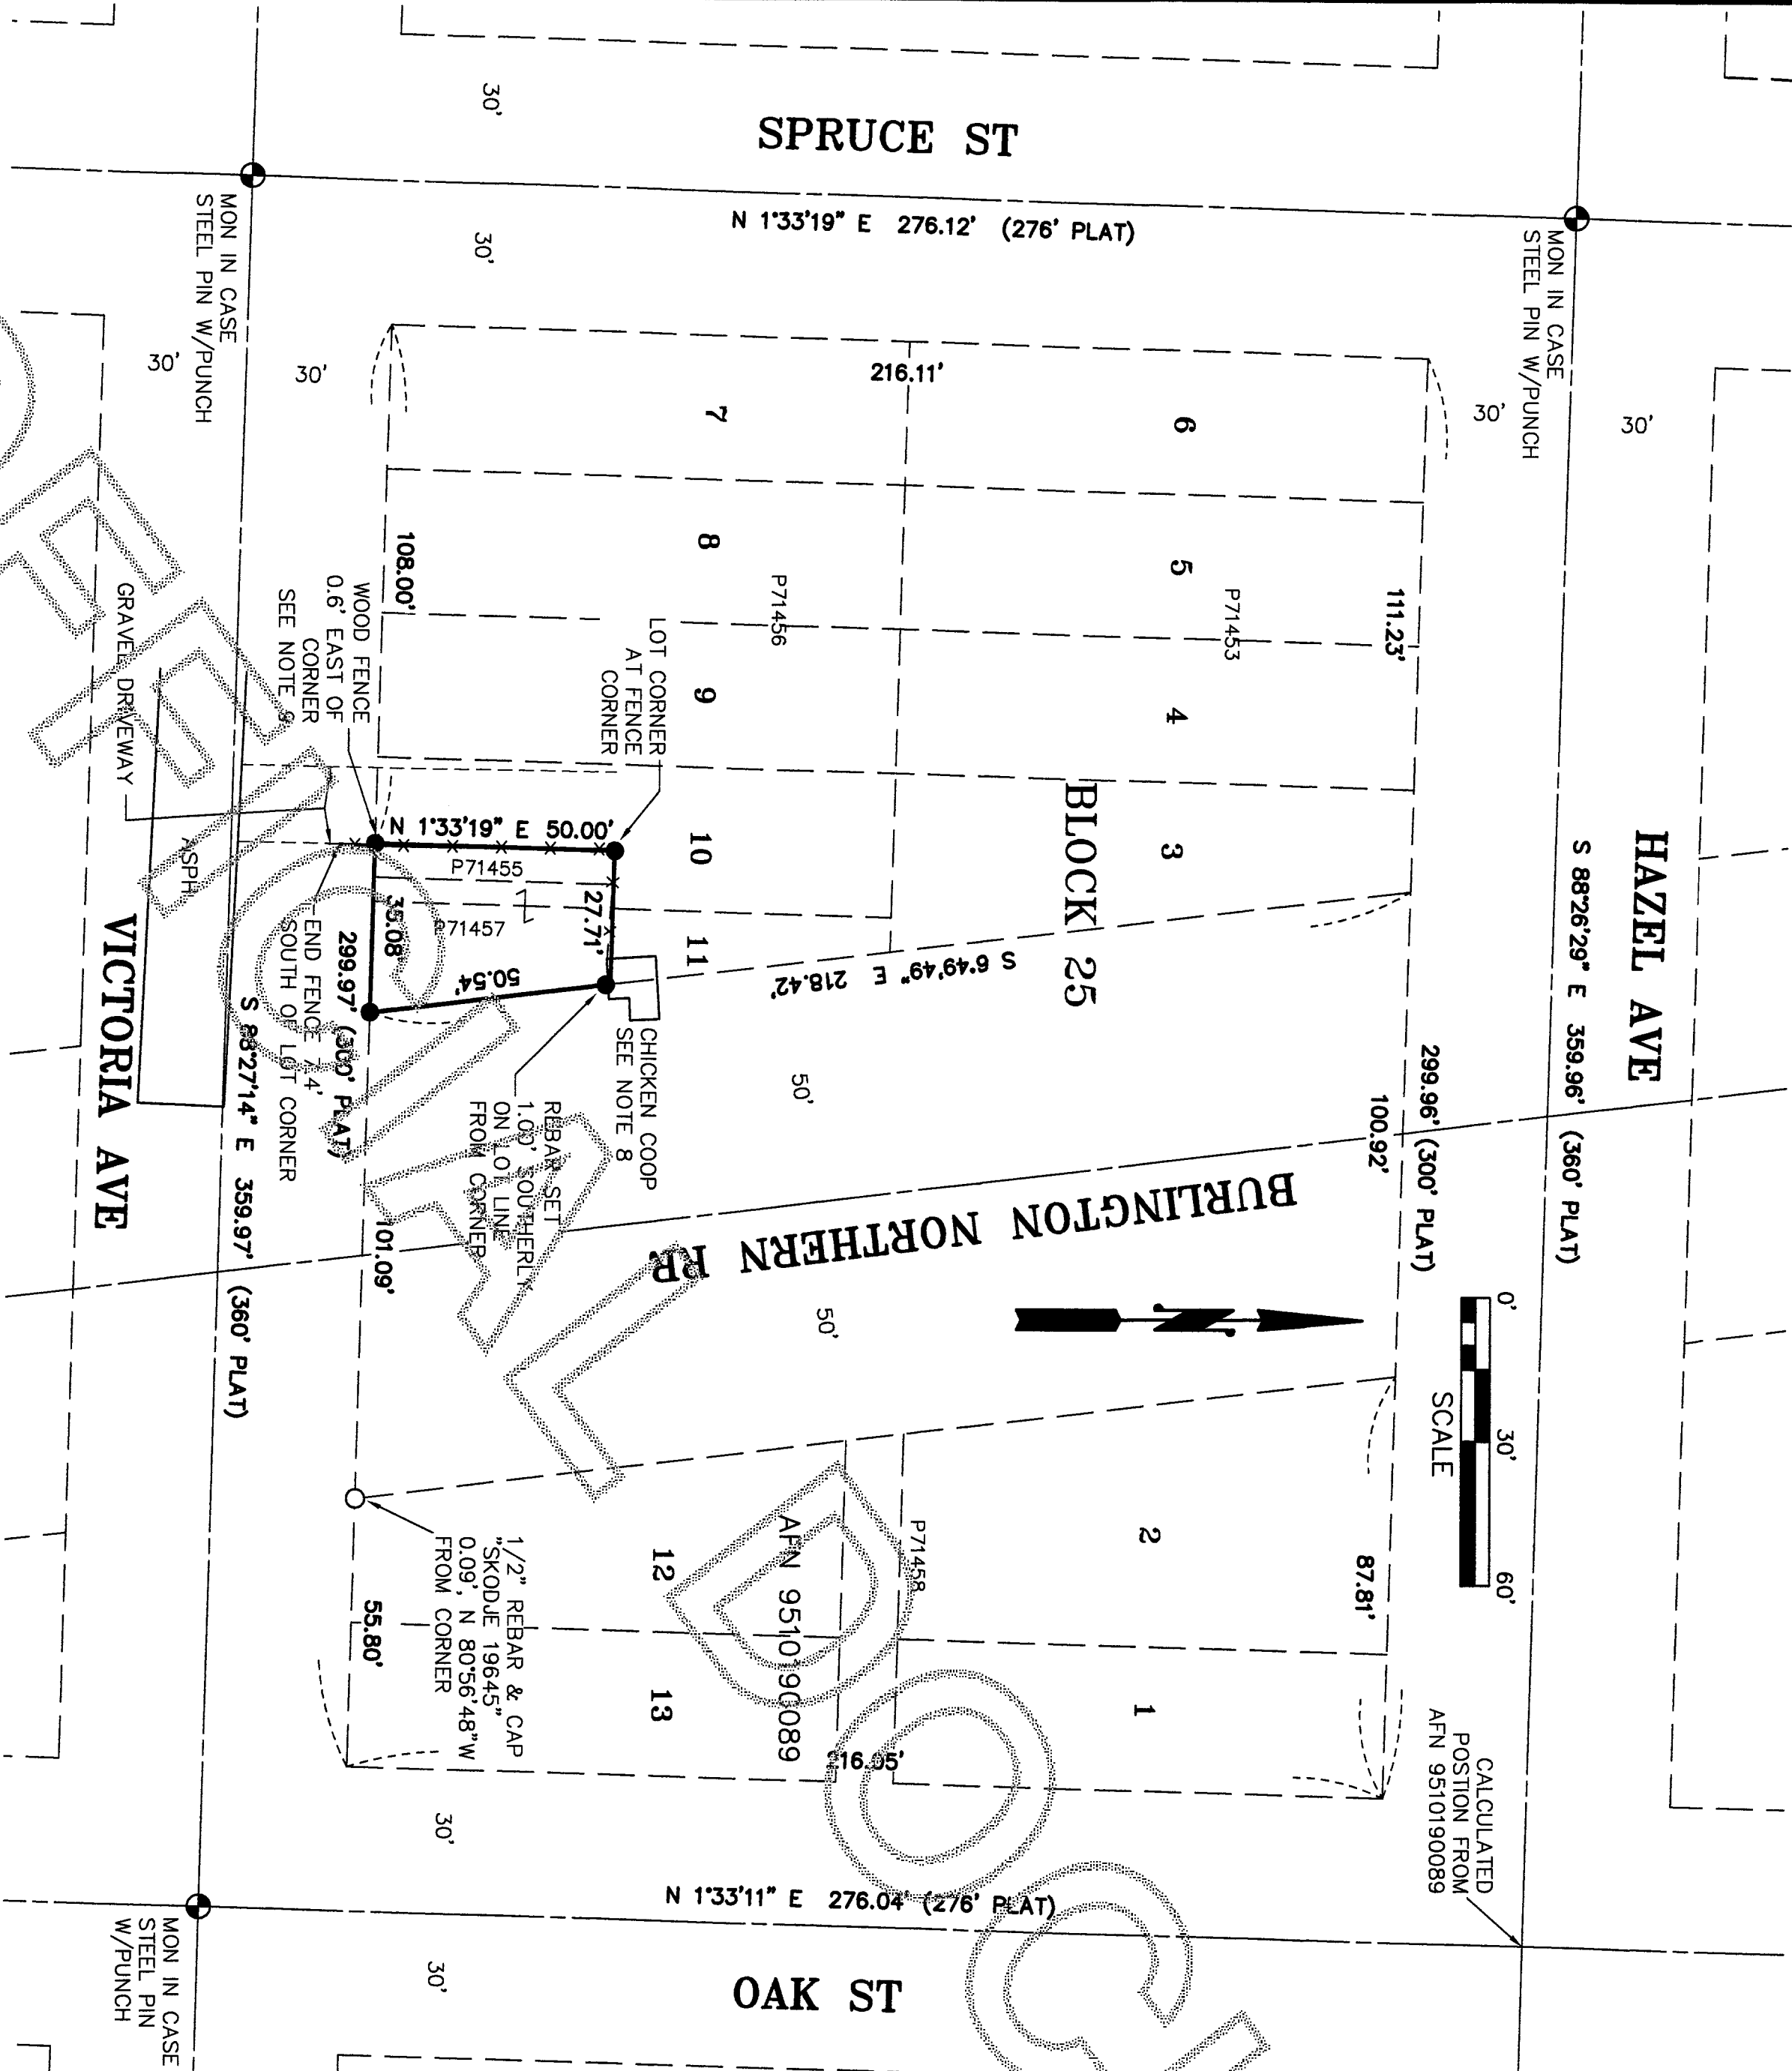 SPRUCE ST
30'
30'
N 1°33'19" E 276.12' (276' PLAT)
MON IN CASE
STEEL PIN W/PUNCH
MON IN CASE
STEEL PIN W/PUNCH
30'
30'
30'
30'
HAZEL AVE
S 88°26'29" E 359.96' (360' PLAT)
299.96' (300' PLAT)
111.23'
100.92'
87.81'
216.11'
7
6
8
5
P71456
P71453
9
4
10
3
11
BLOCK 25
108.00'
LOT CORNER
AT FENCE
CORNER
WOOD FENCE
0.6' EAST OF
CORNER
SEE NOTE 9
GRAVEL DRIVEWAY
ASPH
N 1°33'19" E 50.00'
P71455
P71457
35.08'
27.71'
50.54'
S 6°49'49" E 218.42'
299.97' (300' PLAT)
END FENCE 7.4'
SOUTH OF LOT CORNER
CHICKEN COOP
SEE NOTE 8
REBAR SET
1.00' SOUTHERLY
ON LOT LINE
FROM CORNER
50'
50'
BURLINGTON NORTHERN RR
101.09'
VICTORIA AVE
S 88°27'14" E 359.97' (360' PLAT)
0'
30'
60'
SCALE
1/2" REBAR & CAP
"SKODJE 19645"
0.09', N 80°56'48"W
FROM CORNER
55.80'
12
13
2
1
P71458
AFN 9510190089
216.05'
CALCULATED
POSTION FROM
AFN 9510190089
30'
N 1°33'11" E 276.04' (276' PLAT)
30'
OAK ST
MON IN CASE
STEEL PIN
W/PUNCH